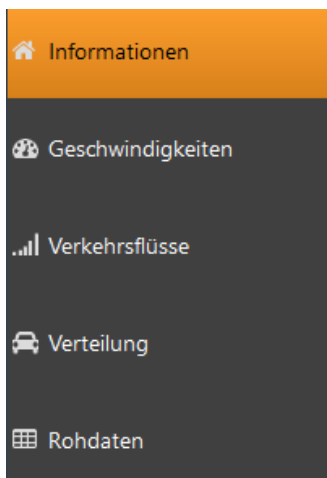 Informationen
Geschwindigkeiten
Verkehrsflüsse
Verteilung
Rohdaten